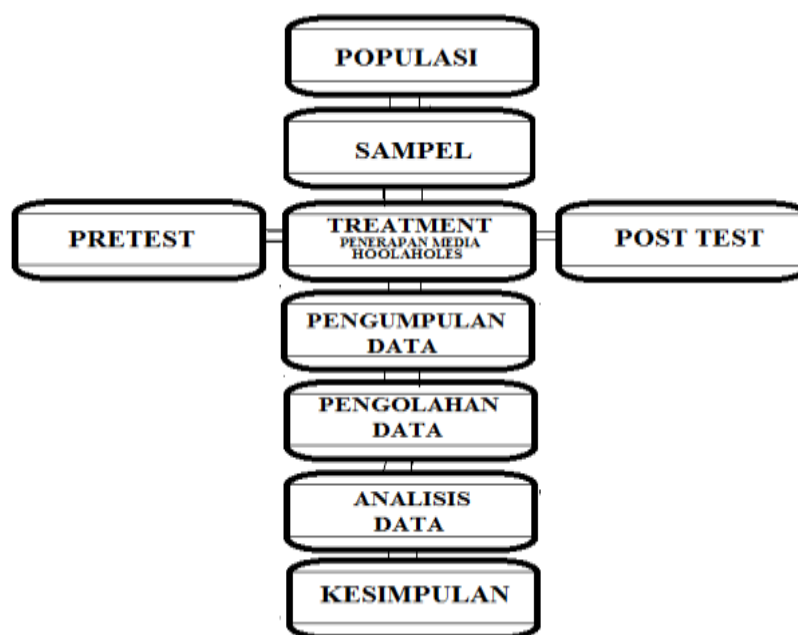 POPULASI
SAMPEL
PRETEST
TREATMENT
PENERAPAN MEDIA
HOOLAHOLES
POST TEST
PENGUMPULAN
DATA
PENGOLAHAN
DATA
ANALISIS
DATA
KESIMPULAN